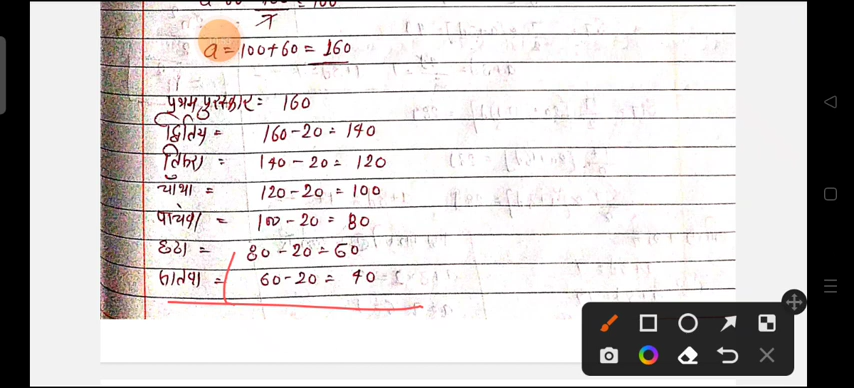 a = 100+60 = 160
प्रथम पुरस्कार = 160
द्वितिय = 160-20 = 140
140 - 20 = 120
चौथा = 120-20 = 100
पांचवा = 100 - 20 = 80
छठा = 80 - 20 = 60
सातवा = 60-20 = 40